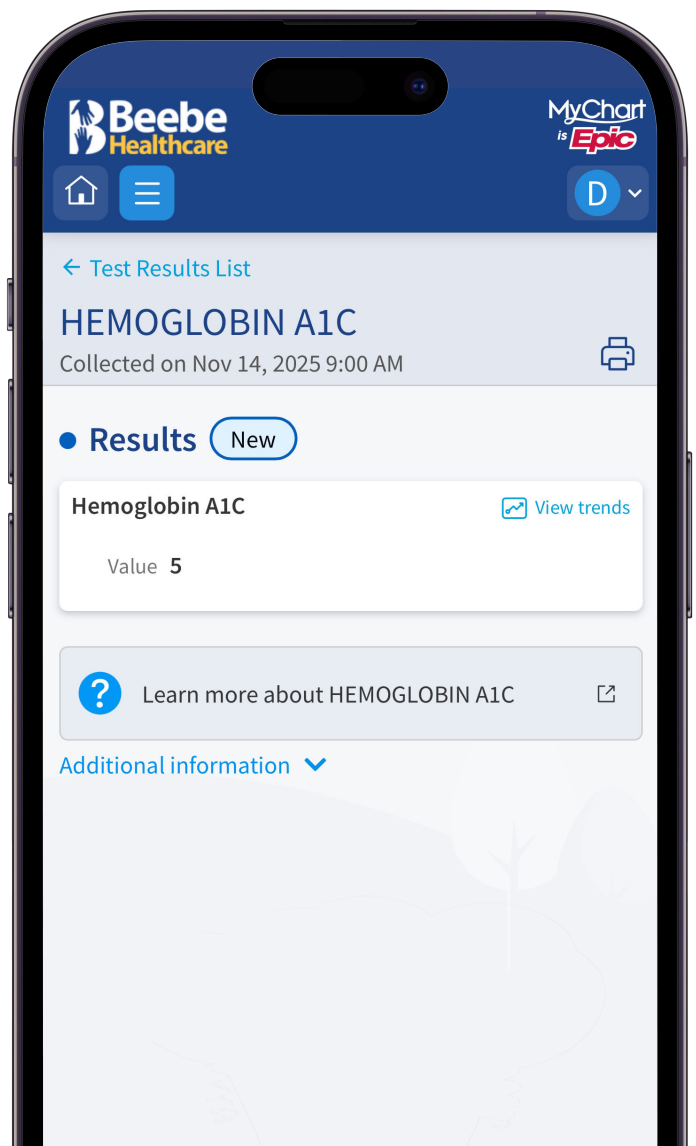 Beebe
Healthcare
MyChart
is Epic
D
← Test Results List
HEMOGLOBIN A1C
Collected on Nov 14, 2025 9:00 AM
Results New
Hemoglobin A1C View trends
Value 5
? Learn more about HEMOGLOBIN A1C
Additional information